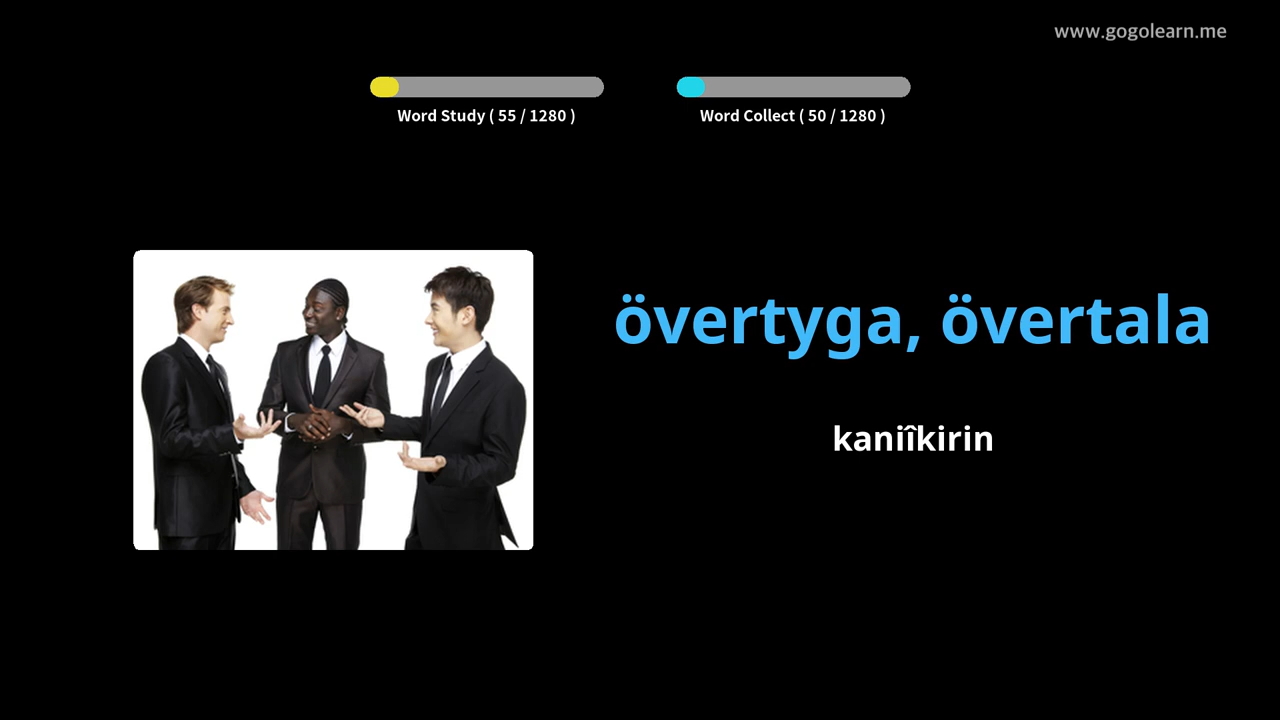 www.gogolearn.me
Word Study ( 55 / 1280 )
Word Collect ( 50 / 1280 )
övertyga, övertala
kaniîkirin